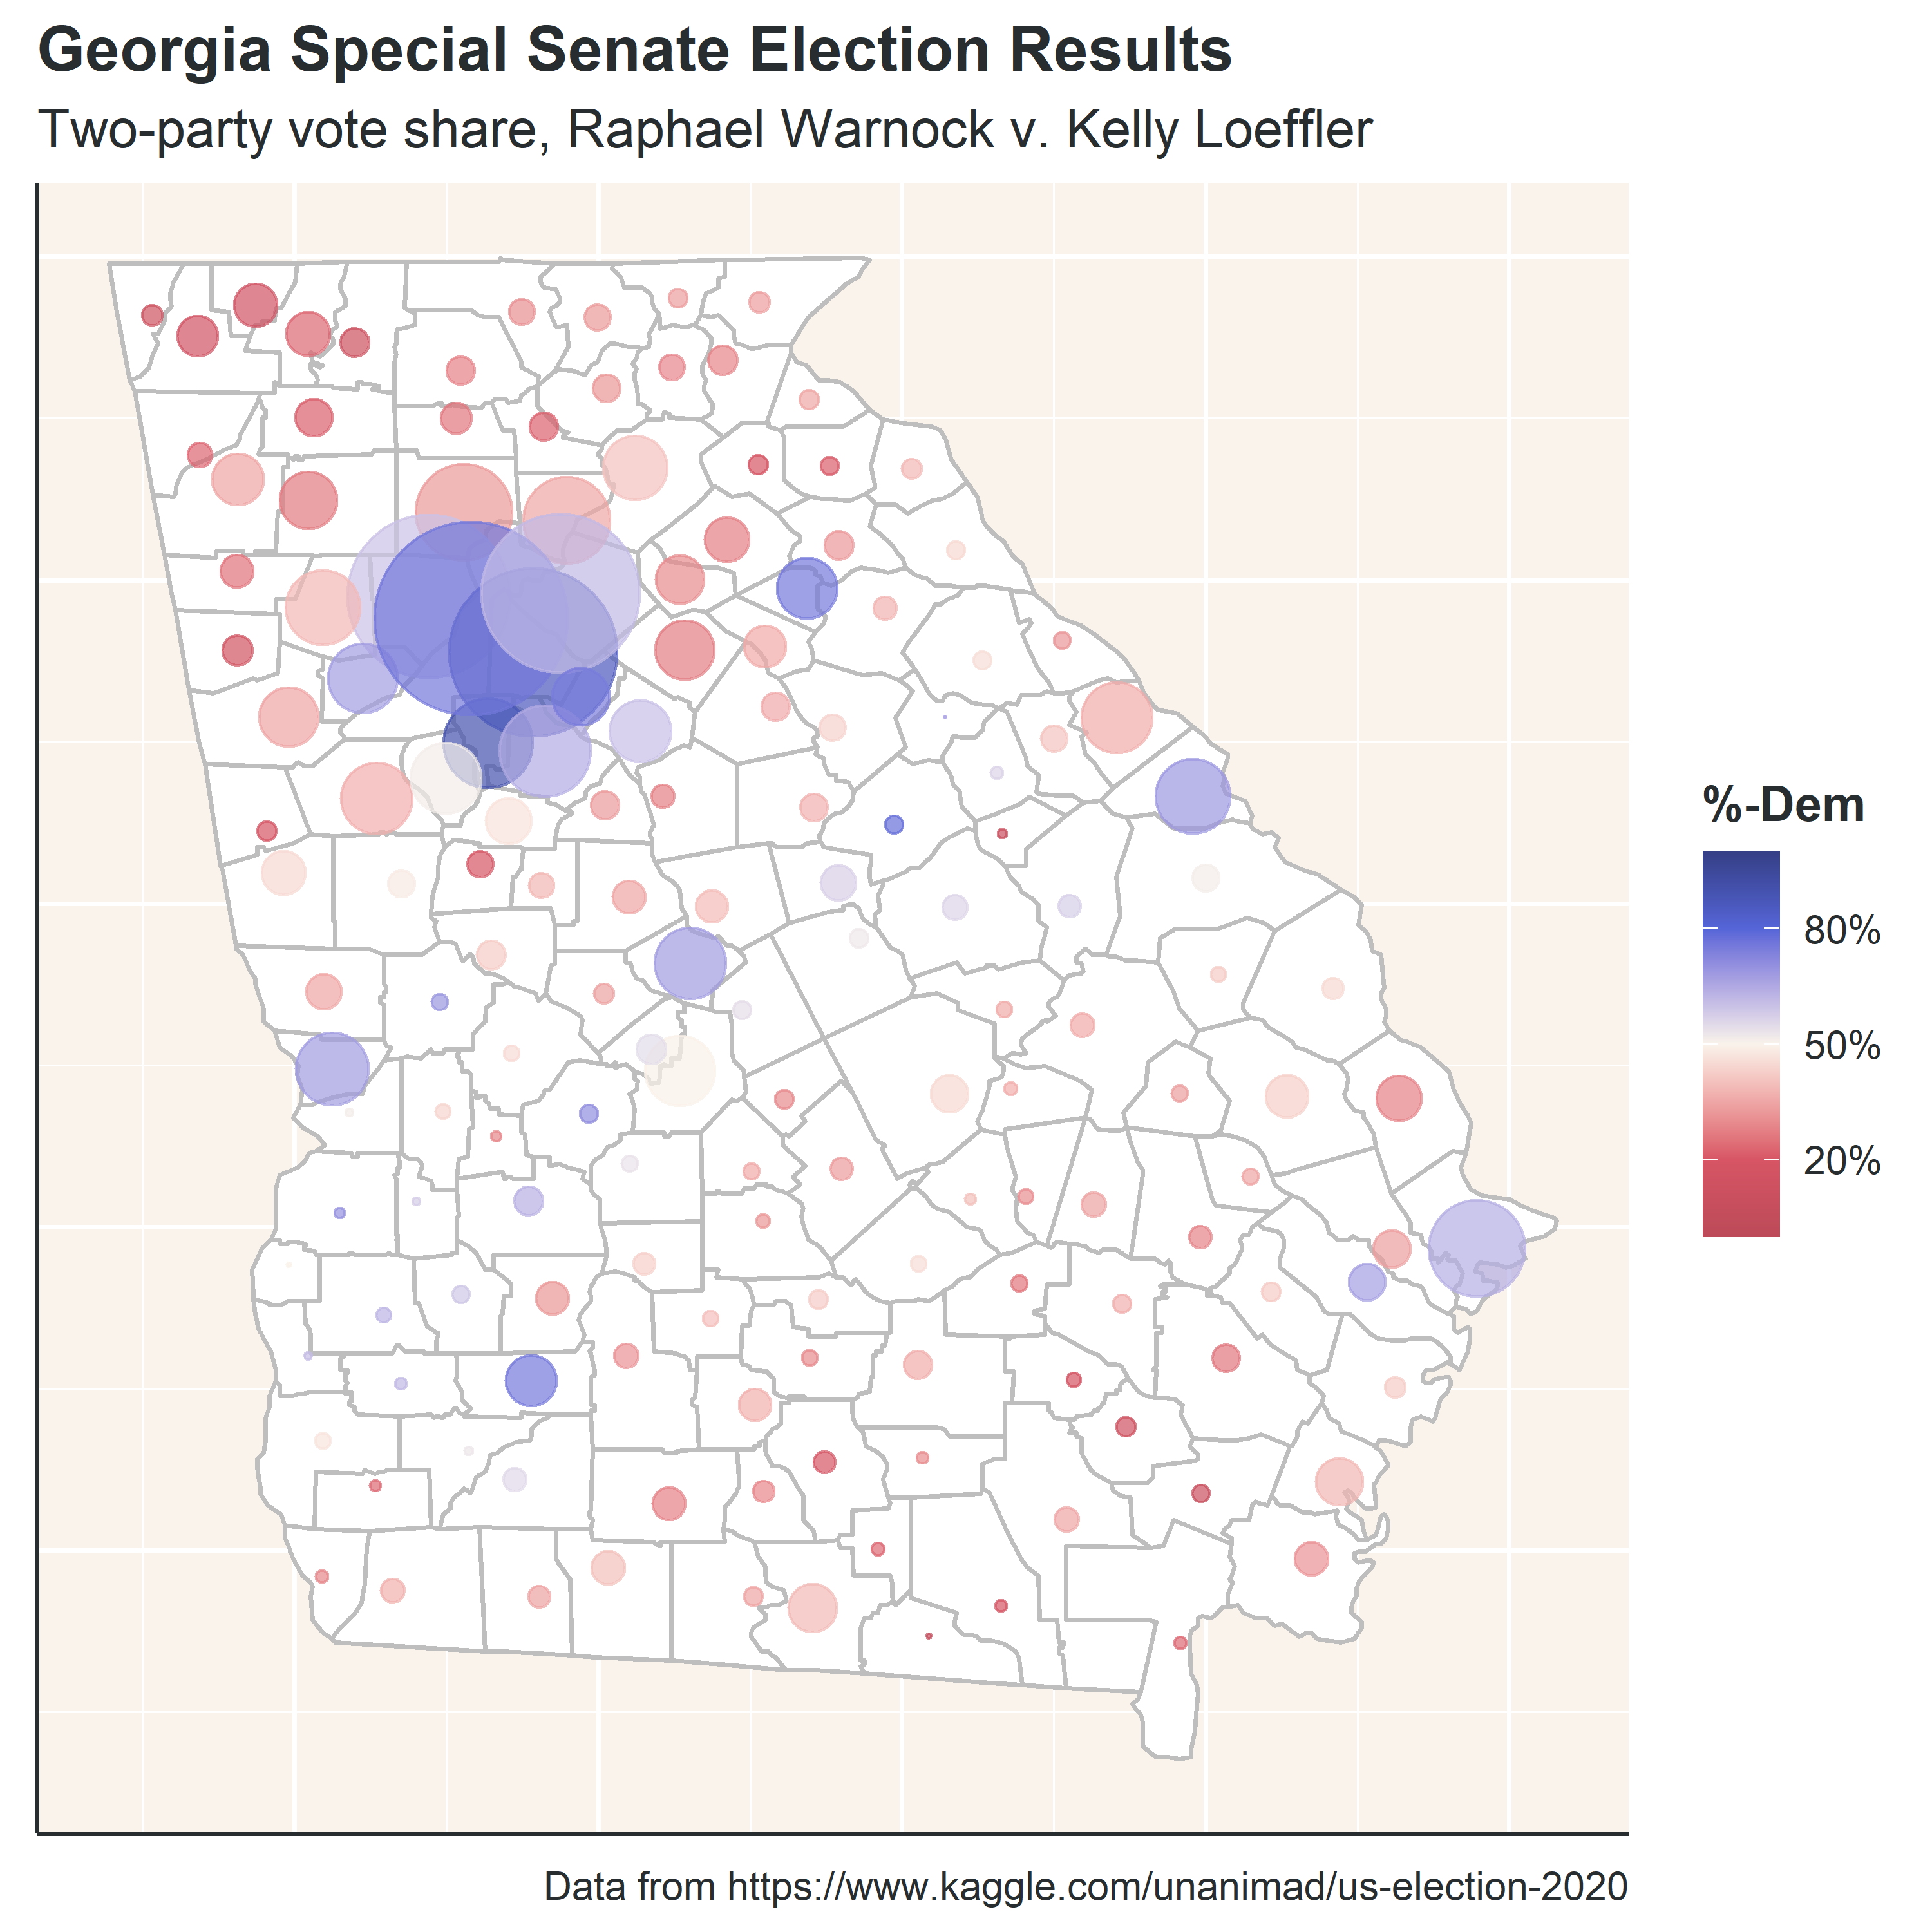 Georgia Special Senate Election Results
Two-party vote share, Raphael Warnock v. Kelly Loeffler
%-Dem
80%
50%
20%
Data from https://www.kaggle.com/unanimad/us-election-2020